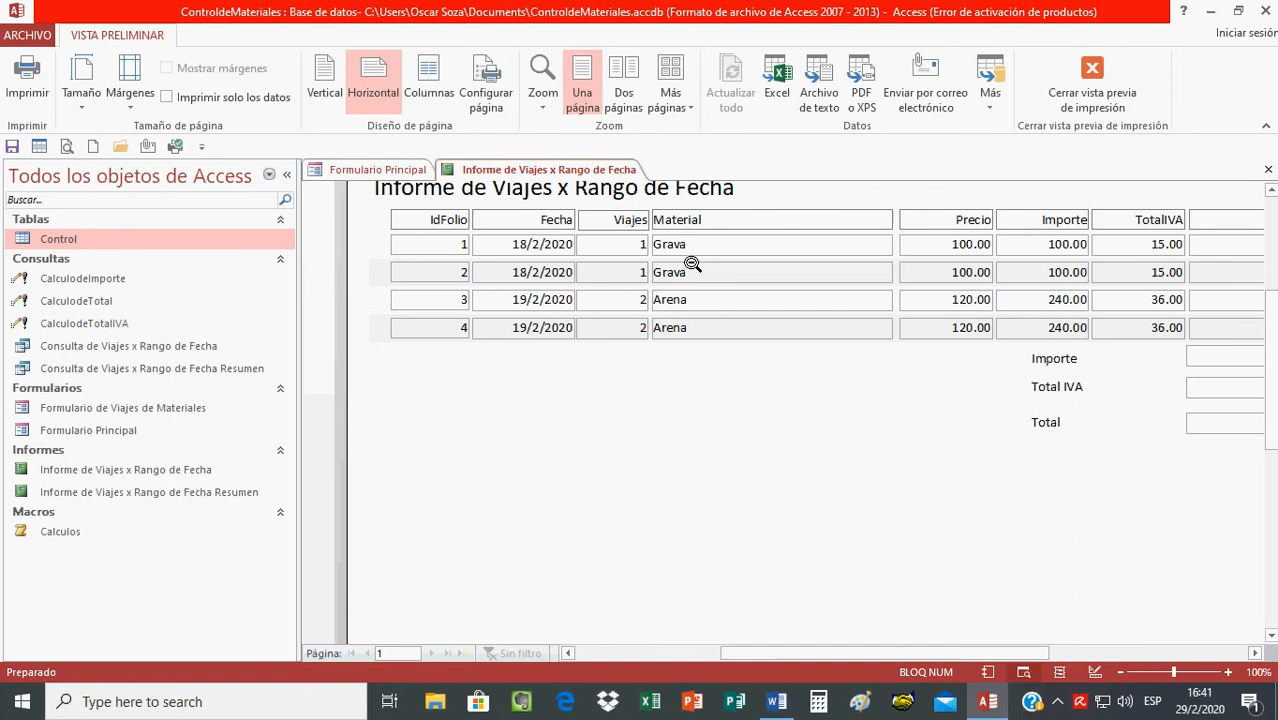 ControldeMateriales : Base de datos- C:\Users\Oscar Soza\Documents\ControldeMateriales.accdb (Formato de archivo de Access 2007 - 2013) - Access (Error de activación de productos)
ARCHIVO VISTA PRELIMINAR Iniciar sesión
Imprimir Tamaño Márgenes Mostrar márgenes Imprimir solo los datos Vertical Horizontal Columnas Configurar página Zoom Una página Dos páginas Más páginas Actualizar todo Excel Archivo de texto PDF o XPS Enviar por correo electrónico Más Cerrar vista previa de impresión
Imprimir Tamaño de página Diseño de página Zoom Datos Cerrar vista previa de impresión
Todos los objetos de Access
Buscar...
Tablas
Control
Consultas
CalculodeImporte
CalculodeTotal
CalculodeTotalIVA
Consulta de Viajes x Rango de Fecha
Consulta de Viajes x Rango de Fecha Resumen
Formularios
Formulario de Viajes de Materiales
Formulario Principal
Informes
Informe de Viajes x Rango de Fecha
Informe de Viajes x Rango de Fecha Resumen
Macros
Calculos
Formulario Principal Informe de Viajes x Rango de Fecha
Informe de Viajes x Rango de Fecha
IdFolio Fecha Viajes Material Precio Importe TotalIVA
1 18/2/2020 1 Grava 100.00 100.00 15.00
2 18/2/2020 1 Grava 100.00 100.00 15.00
3 19/2/2020 2 Arena 120.00 240.00 36.00
4 19/2/2020 2 Arena 120.00 240.00 36.00
Importe
Total IVA
Total
Página: 1 Sin filtro
Preparado BLOQ NUM 100%
Type here to search ESP 16:41
29/2/2020 1